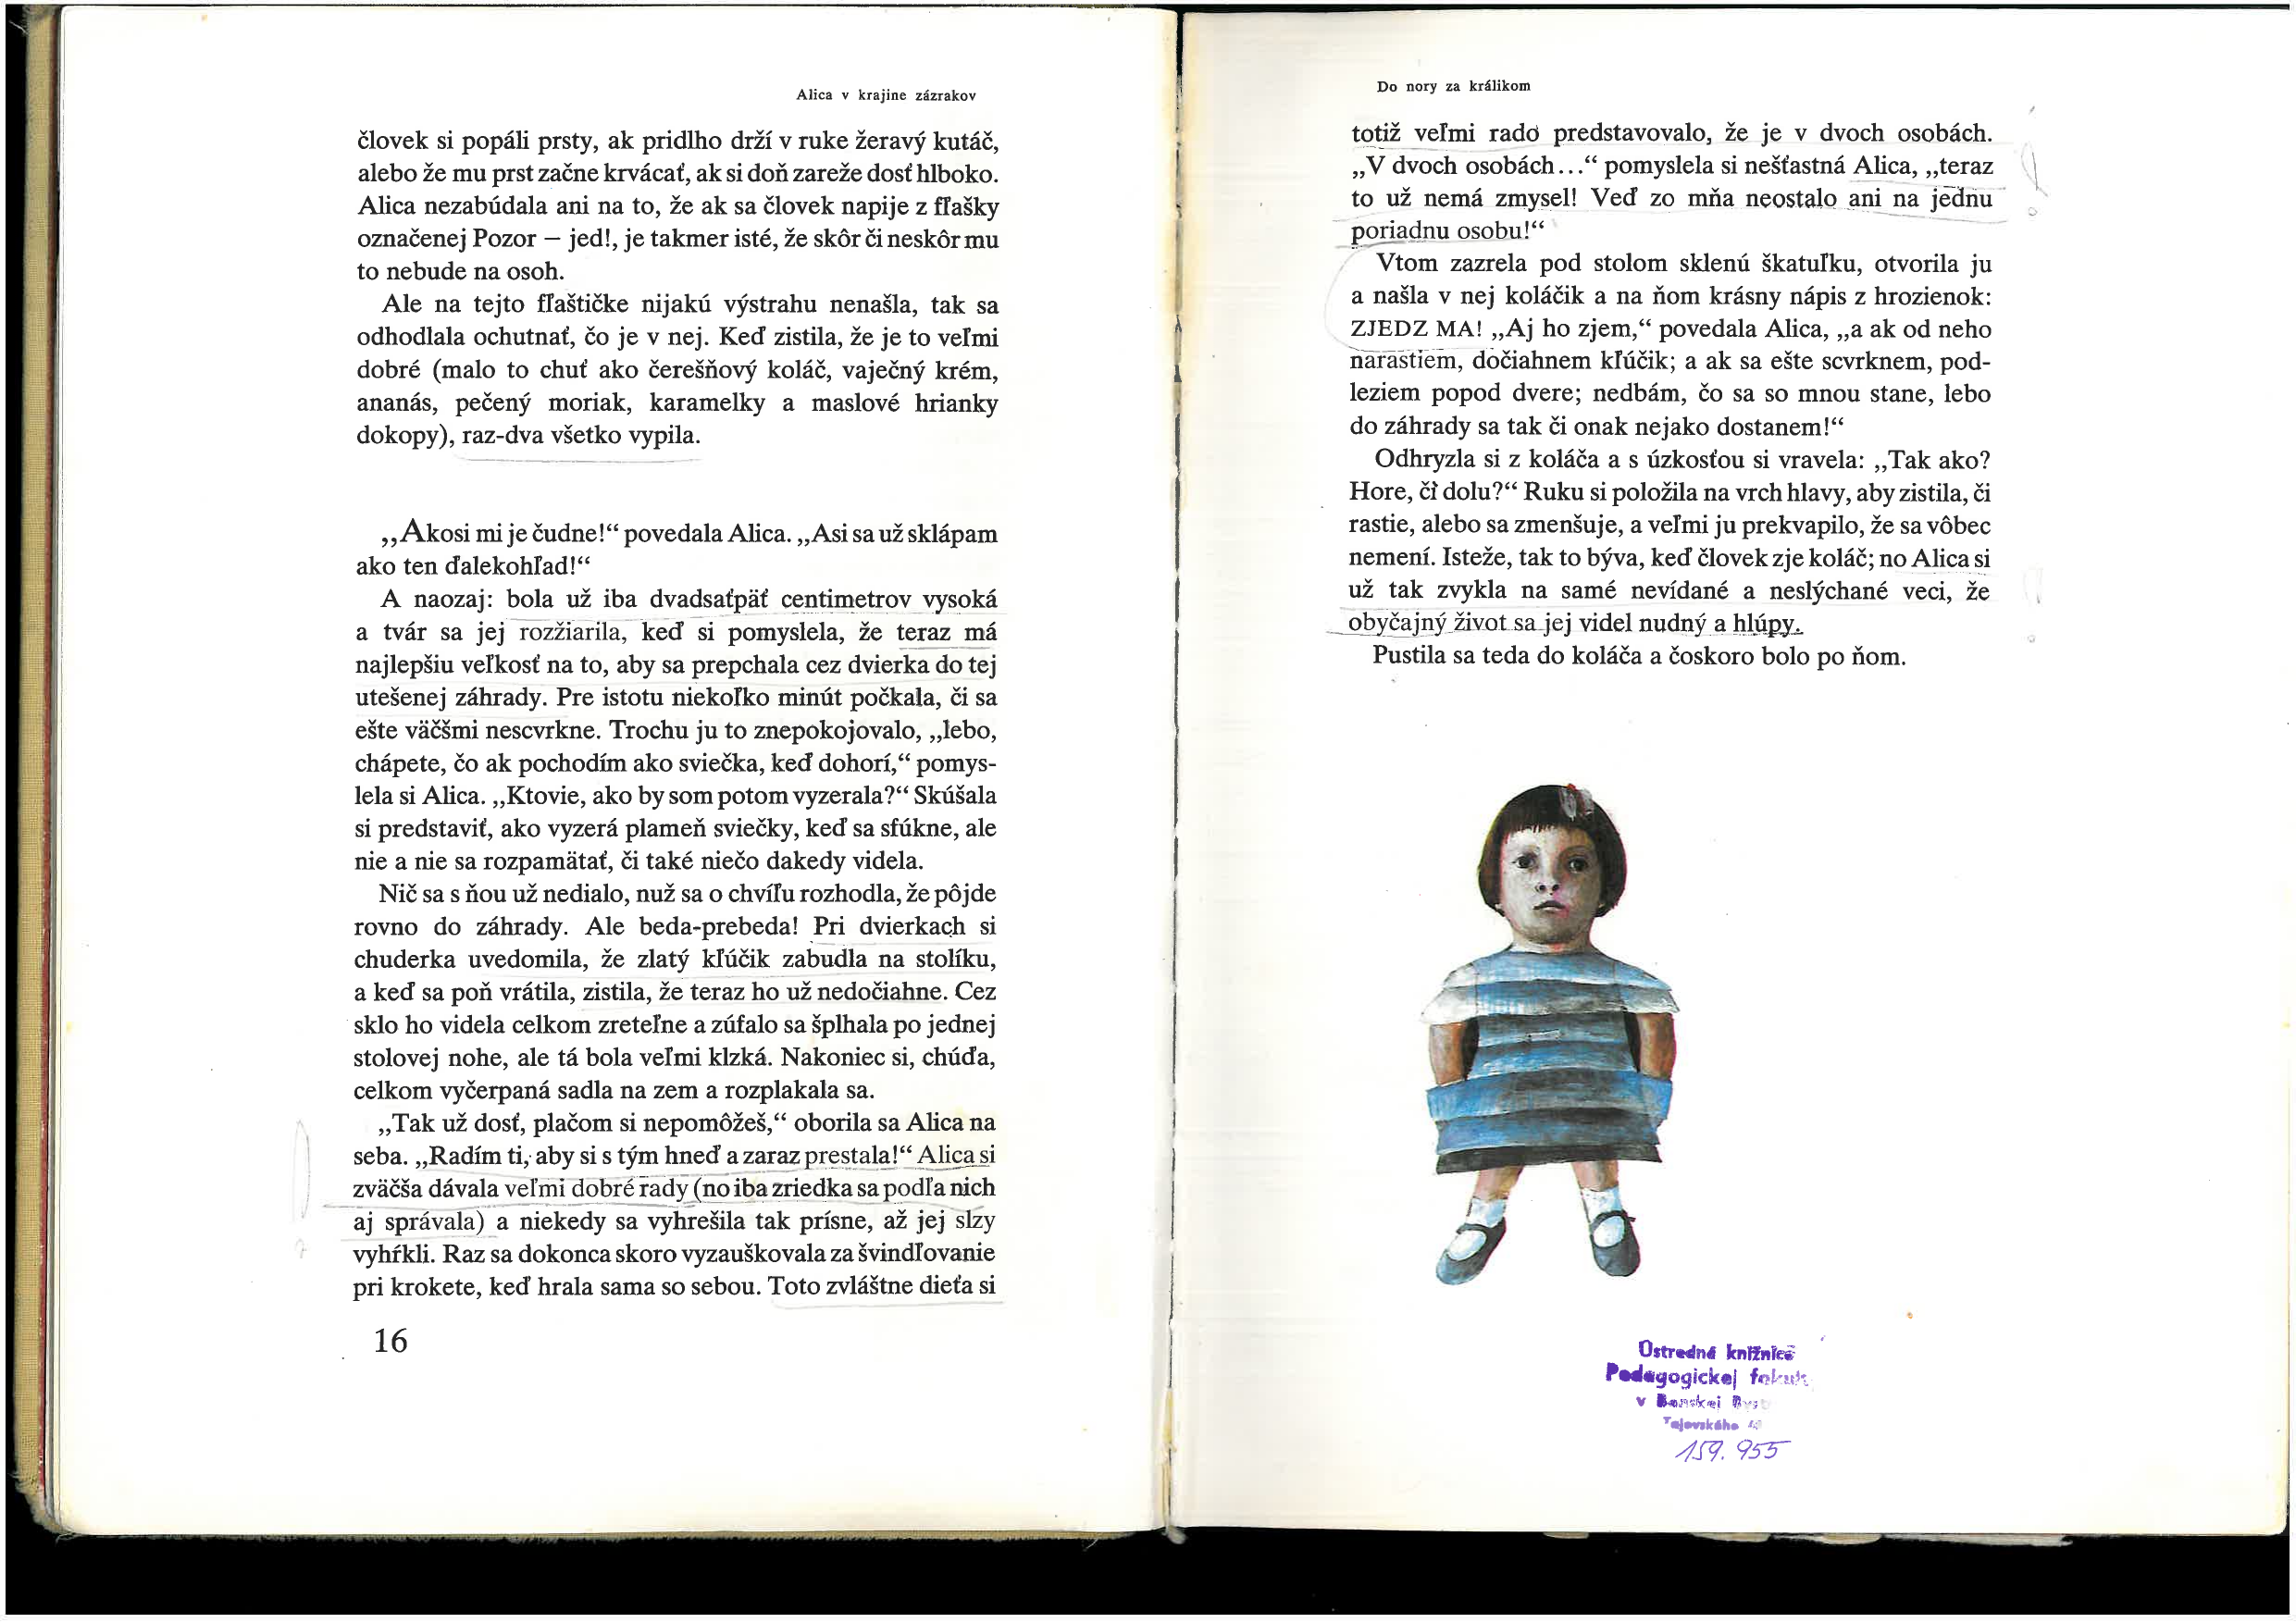 Alica v krajine zázrakov
človek si popáli prsty, ak pridlho drží v ruke žeravý kutáč,
alebo že mu prst začne krvácať, ak si doň zareže dosť hlboko.
Alica nezabúdala ani na to, že ak sa človek napije z fľašky
označenej Pozor — jed!, je takmer isté, že skôr či neskôr mu
to nebude na osoh.
Ale na tejto fľaštičke nijakú výstrahu nenašla, tak sa
odhodlala ochutnať, čo je v nej. Keď zistila, že je to veľmi
dobré (malo to chuť ako čerešňový koláč, vaječný krém,
ananás, pečený moriak, karamelky a maslové hrianky
dokopy), raz-dva všetko vypila.
„Akosi mi je čudne!“ povedala Alica. „Asi sa už sklápam
ako ten ďalekohľad!“
A naozaj: bola už iba dvadsaťpäť centimetrov vysoká
a tvár sa jej rozžiarila, keď si pomyslela, že teraz má
najlepšiu veľkosť na to, aby sa prepchala cez dvierka do tej
utešenej záhrady. Pre istotu niekoľko minút počkala, či sa
ešte väčšmi nescvrkne. Trochu ju to znepokojovalo, „lebo,
chápete, čo ak pochodím ako sviečka, keď dohorí,“ pomys-
lela si Alica. „Ktovie, ako by som potom vyzerala?“ Skúšala
si predstaviť, ako vyzerá plameň sviečky, keď sa sfúkne, ale
nie a nie sa rozpamätať, či také niečo dakedy videla.
Nič sa s ňou už nedialo, nuž sa o chvíľu rozhodla, že pôjde
rovno do záhrady. Ale beda-prebeda! Pri dvierkach si
chuderka uvedomila, že zlatý kľúčik zabudla na stolíku,
a keď sa poň vrátila, zistila, že teraz ho už nedočiahne. Cez
sklo ho videla celkom zreteľne a zúfalo sa šplhala po jednej
stolovej nohe, ale tá bola veľmi klzká. Nakoniec si, chúďa,
celkom vyčerpaná sadla na zem a rozplakala sa.
„Tak už dosť, plačom si nepomôžeš,“ oborila sa Alica na
seba. „Radím ti, aby si s tým hneď a zaraz prestala!“ Alica si
zväčša dávala veľmi dobré rady (no iba zriedka sa podľa nich
aj správala) a niekedy sa vyhrešila tak prísne, až jej slzy
vyhŕkli. Raz sa dokonca skoro vyzauškovala za švindľovanie
pri krokete, keď hrala sama so sebou. Toto zvláštne dieťa si
16
Do nory za králikom
totiž veľmi rado predstavovalo, že je v dvoch osobách.
„V dvoch osobách...“ pomyslela si nešťastná Alica, „teraz
to už nemá zmysel! Veď zo mňa neostalo ani na jednu
poriadnu osobu!“
Vtom zazrela pod stolom sklenú škatuľku, otvorila ju
a našla v nej koláčik a na ňom krásny nápis z hrozienok:
ZJEDZ MA! „Aj ho zjem,“ povedala Alica, „a ak od neho
narastiem, dočiahnem kľúčik; a ak sa ešte scvrknem, pod-
leziem popod dvere; nedbám, čo sa so mnou stane, lebo
do záhrady sa tak či onak nejako dostanem!“
Odhryzla si z koláča a s úzkosťou si vravela: „Tak ako?
Hore, či dolu?“ Ruku si položila na vrch hlavy, aby zistila, či
rastie, alebo sa zmenšuje, a veľmi ju prekvapilo, že sa vôbec
nemení. Isteže, tak to býva, keď človek zje koláč; no Alica si
už tak zvykla na samé nevídané a neslýchané veci, že
obyčajný život sa jej videl nudný a hlúpy.
Pustila sa teda do koláča a čoskoro bolo po ňom.
Ústredná knižnica
Pedagogickej
v Banskej
Tajovského
159. 955